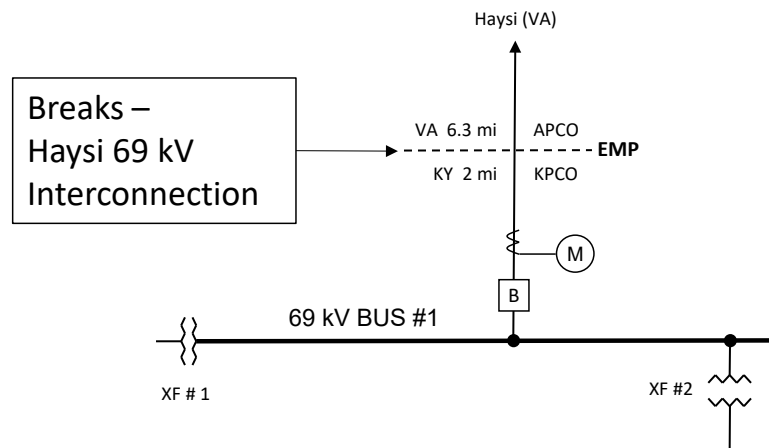 Haysi (VA)
Breaks –
Haysi 69 kV
Interconnection
VA 6.3 mi APCO
EMP
KY 2 mi KPCO
M
B
69 kV BUS #1
XF # 1
XF #2